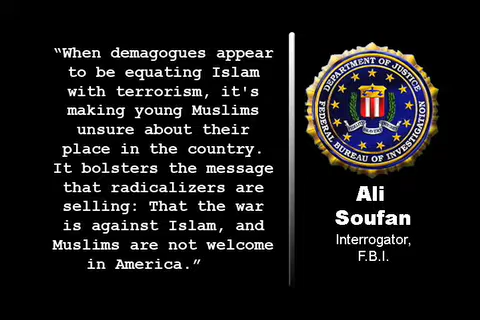 “When demagogues appear
to be equating Islam
with terrorism, it's
making young Muslims
unsure about their
place in the country.
It bolsters the message
that radicalizers are
selling: That the war
is against Islam, and
Muslims are not welcome
in America.”
DEPARTMENT OF JUSTICE
FEDERAL BUREAU OF INVESTIGATION
Ali
Soufan
Interrogator,
F.B.I.